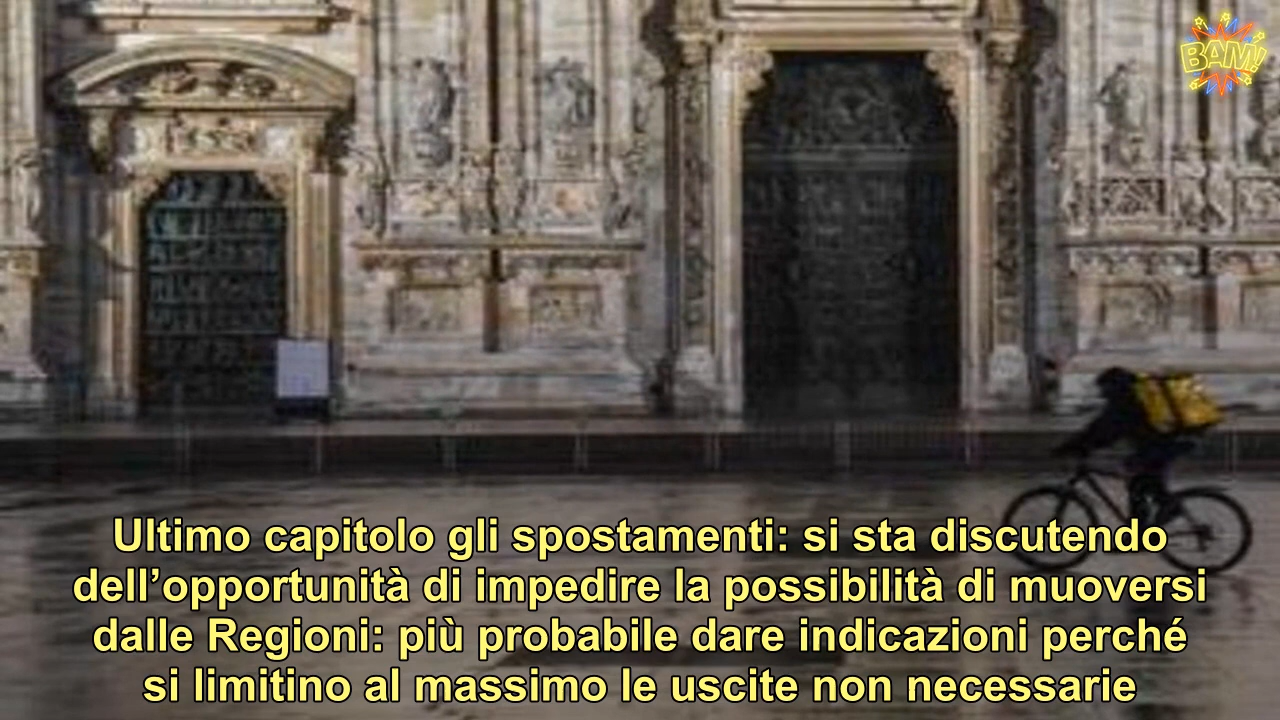 BAM!
Ultimo capitolo gli spostamenti: si sta discutendo
dell’opportunità di impedire la possibilità di muoversi
dalle Regioni: più probabile dare indicazioni perché
si limitino al massimo le uscite non necessarie